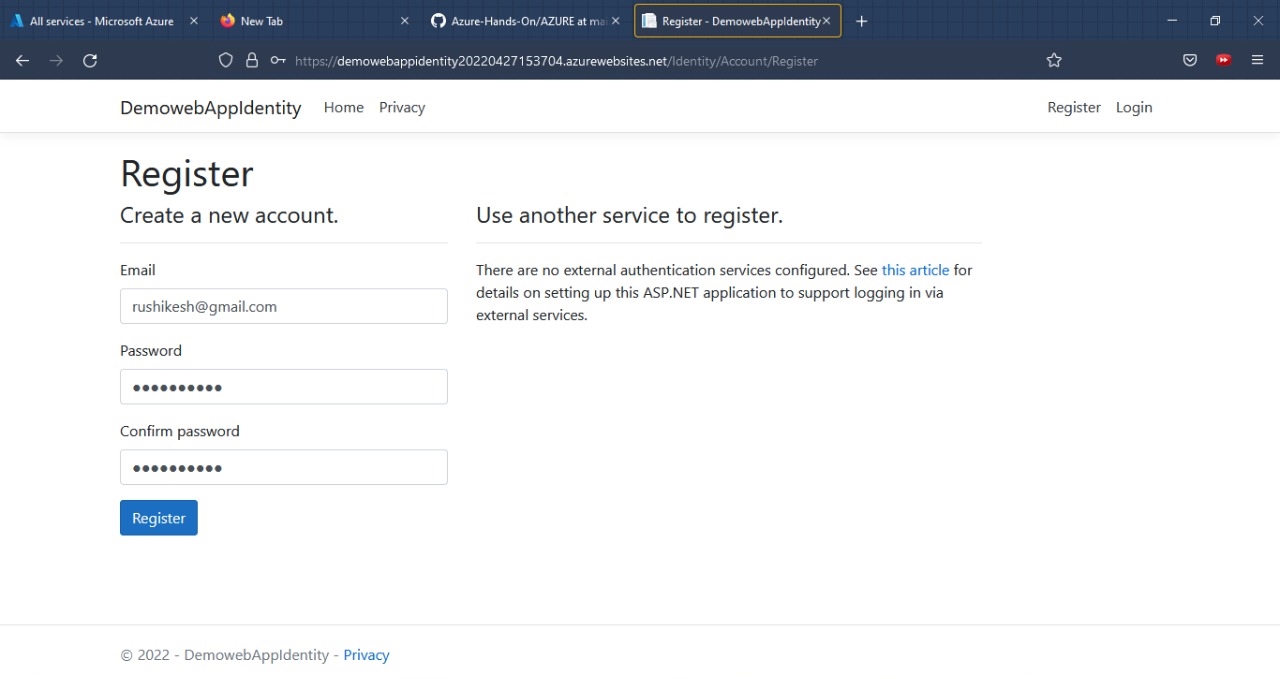 All services - Microsoft Azure
New Tab
Azure-Hands-On/AZURE at mai
Register - DemowebAppIdentity
https://demowebappidentity20220427153704.azurewebsites.net/Identity/Account/Register
DemowebAppIdentity Home Privacy Register Login
Register
Create a new account.
Email
rushikesh@gmail.com
Password
●●●●●●●●●●
Confirm password
●●●●●●●●●●
Register
Use another service to register.
There are no external authentication services configured. See this article for
details on setting up this ASP.NET application to support logging in via
external services.
© 2022 - DemowebAppIdentity - Privacy